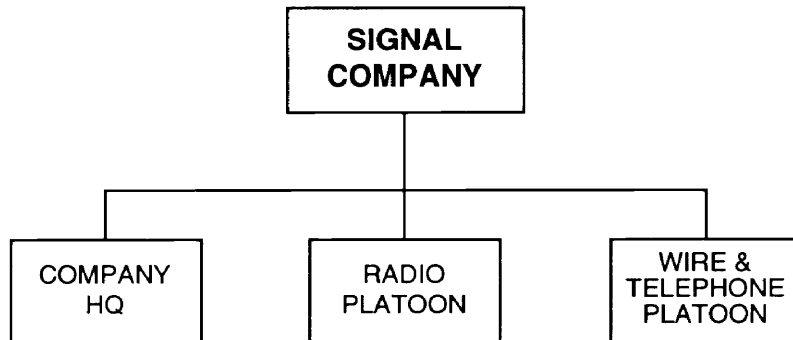 SIGNAL
COMPANY
COMPANY
HQ
RADIO
PLATOON
WIRE &
TELEPHONE
PLATOON